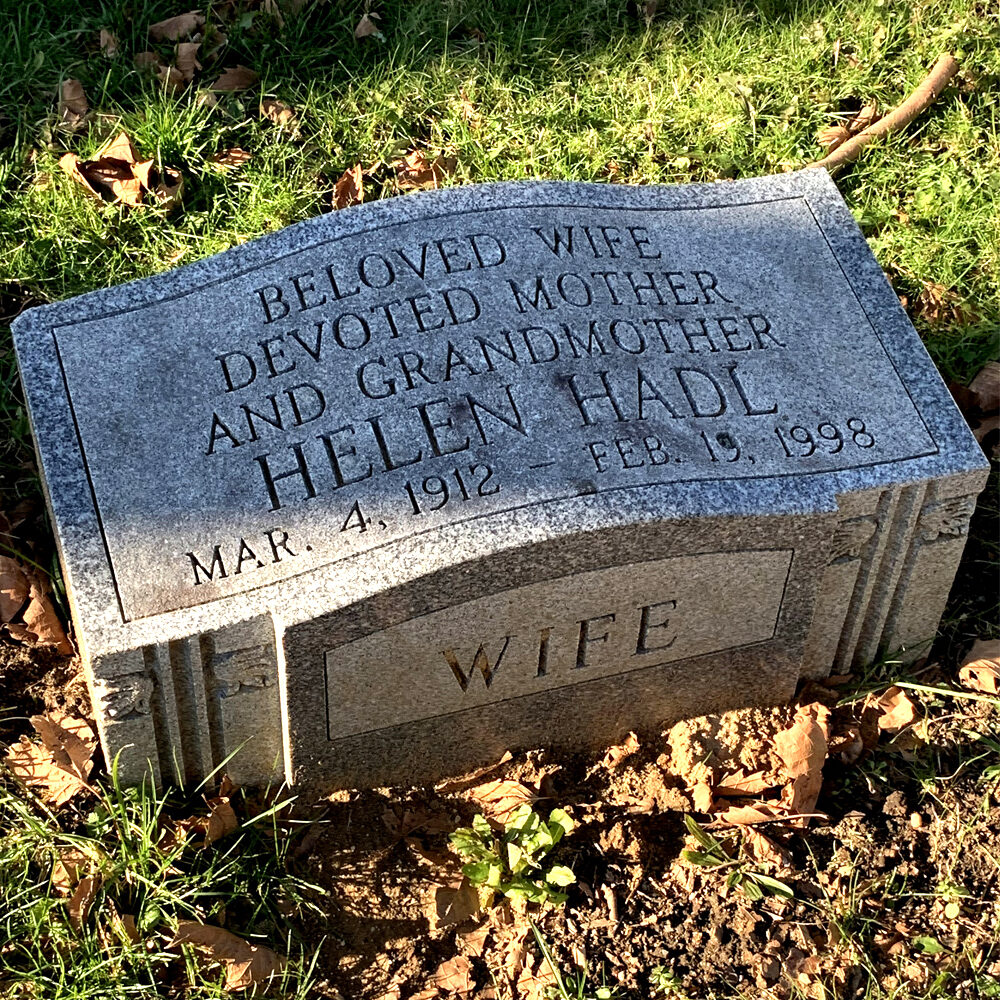 BELOVED WIFE
DEVOTED MOTHER
AND GRANDMOTHER
HELEN HADL
MAR. 4, 1912 - FEB. 19, 1998
WIFE